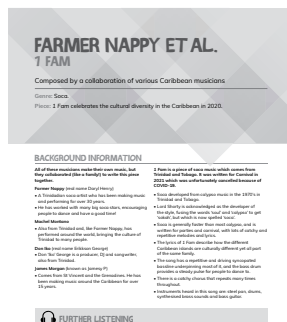 FARMER NAPPY ET AL.
1 FAM
Composed by a collaboration of various Caribbean musicians
Genre: Soca.
Piece: 1 Fam celebrates the cultural diversity in the Caribbean in 2020.
BACKGROUND INFORMATION
All of these musicians make their own music, but
they collaborated (like a family) to write this piece
together.
Farmer Nappy (real name Daryl Henry)
• A Trinidadian soca artist who has been making music
and performing for over 30 years.
• He has worked with many big soca stars, encouraging
people to dance and have a good time!
Machel Montano
• Also from Trinidad and, like Farmer Nappy, has
performed around the world, bringing the culture of
Trinidad to many people.
Don Iko (real name Erikson George)
• Don 'Iko' George is a producer, DJ and songwriter,
also from Trinidad.
James Morgan (known as Jammy P)
• Comes from St Vincent and the Grenadines. He has
been making music around the Caribbean for over
15 years.
1 Fam is a piece of soca music which comes from
Trinidad and Tobago. It was written for Carnival in
2021 which was unfortunately cancelled because of
COVID-19.
• Soca developed from calypso music in the 1970's in
Trinidad and Tobago.
• Lord Shorty is acknowledged as the developer of
the style, fusing the words 'soul' and 'calypso' to get
'sokah', but which is now spelled 'soca'.
• Soca is generally faster than most calypso, and is
written for parties and carnival, with lots of catchy and
repetitive melodies and lyrics.
• The lyrics of 1 Fam describe how the different
Caribbean islands are culturally different yet all part
of the same family.
• The song has a repetitive and driving syncopated
bassline underpinning most of it, and the bass drum
provides a steady pulse for people to dance to.
• There is a catchy chorus that repeats many times
throughout.
• Instruments heard in this song are: steel pan, drums,
synthesised brass sounds and bass guitar.
FURTHER LISTENING